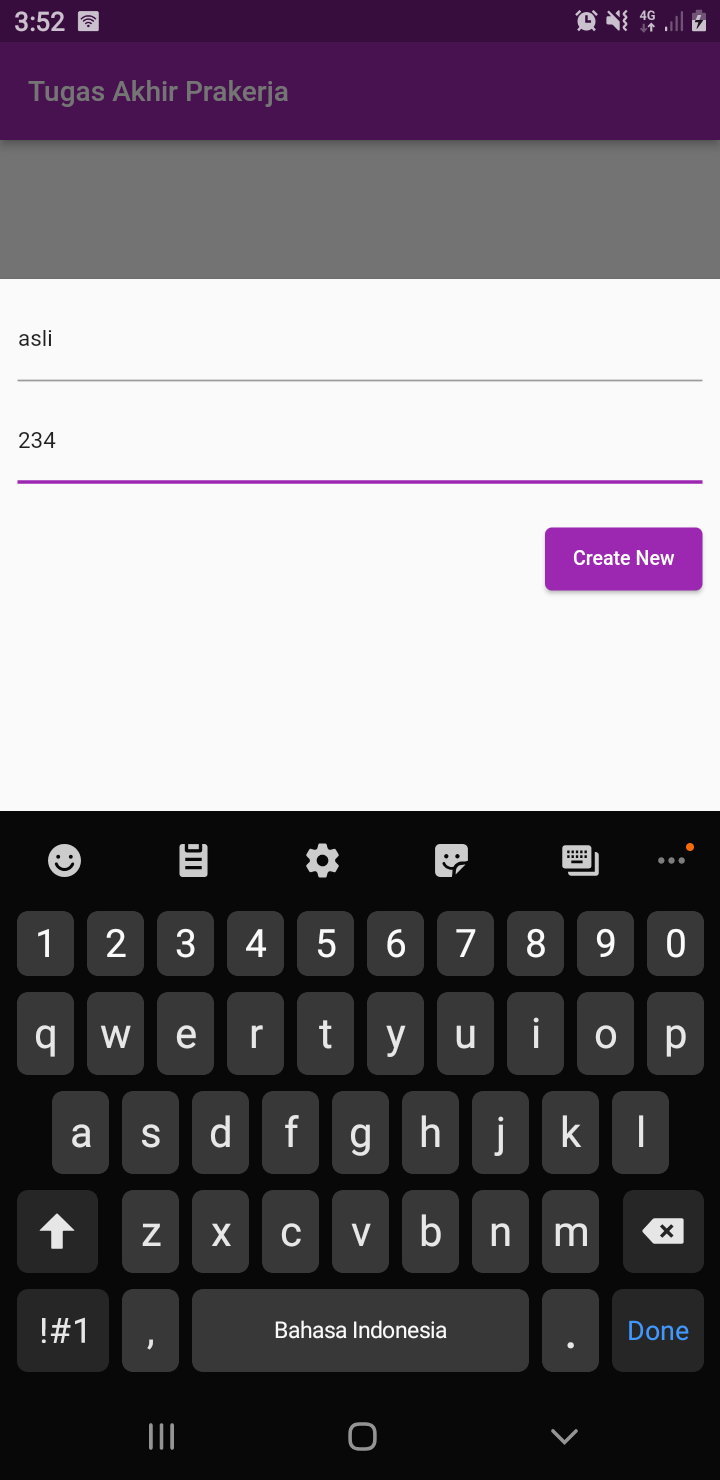 3:52
4G
Tugas Akhir Prakerja
asli
234
Create New
1 2 3 4 5 6 7 8 9 0
q w e r t y u i o p
a s d f g h j k l
z x c v b n m
!#1 , Bahasa Indonesia . Done